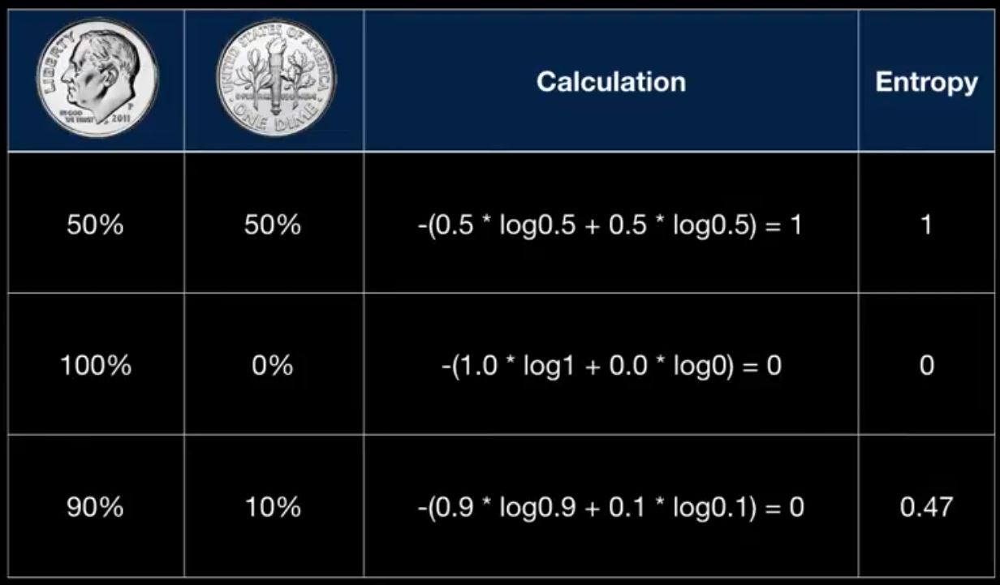 LIBERTY
IN GOD
WE TRUST
P
2011
UNITED STATES OF AMERICA
ONE DIME
Calculation
Entropy
50%
50%
-(0.5 * log0.5 + 0.5 * log0.5) = 1
1
100%
0%
-(1.0 * log1 + 0.0 * log0) = 0
0
90%
10%
-(0.9 * log0.9 + 0.1 * log0.1) = 0
0.47